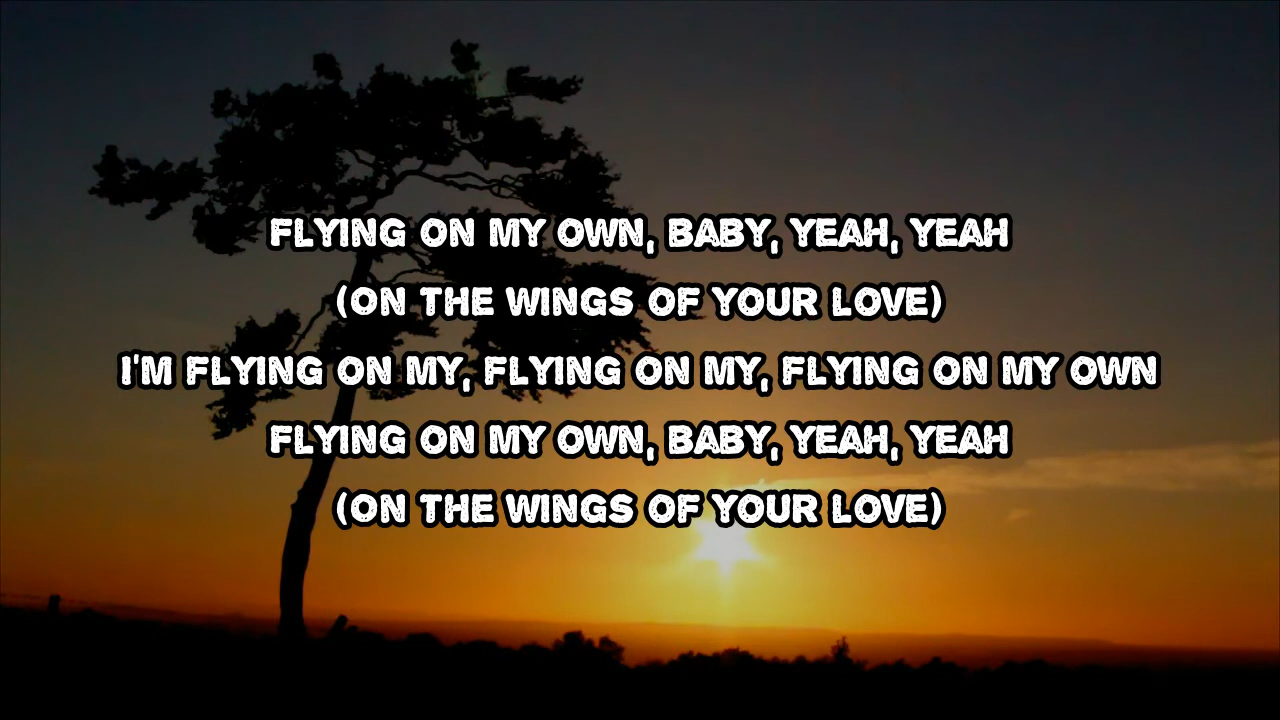 FLYING ON MY OWN, BABY, YEAH, YEAH
(ON THE WINGS OF YOUR LOVE)
I'M FLYING ON MY, FLYING ON MY, FLYING ON MY OWN
FLYING ON MY OWN, BABY, YEAH, YEAH
(ON THE WINGS OF YOUR LOVE)